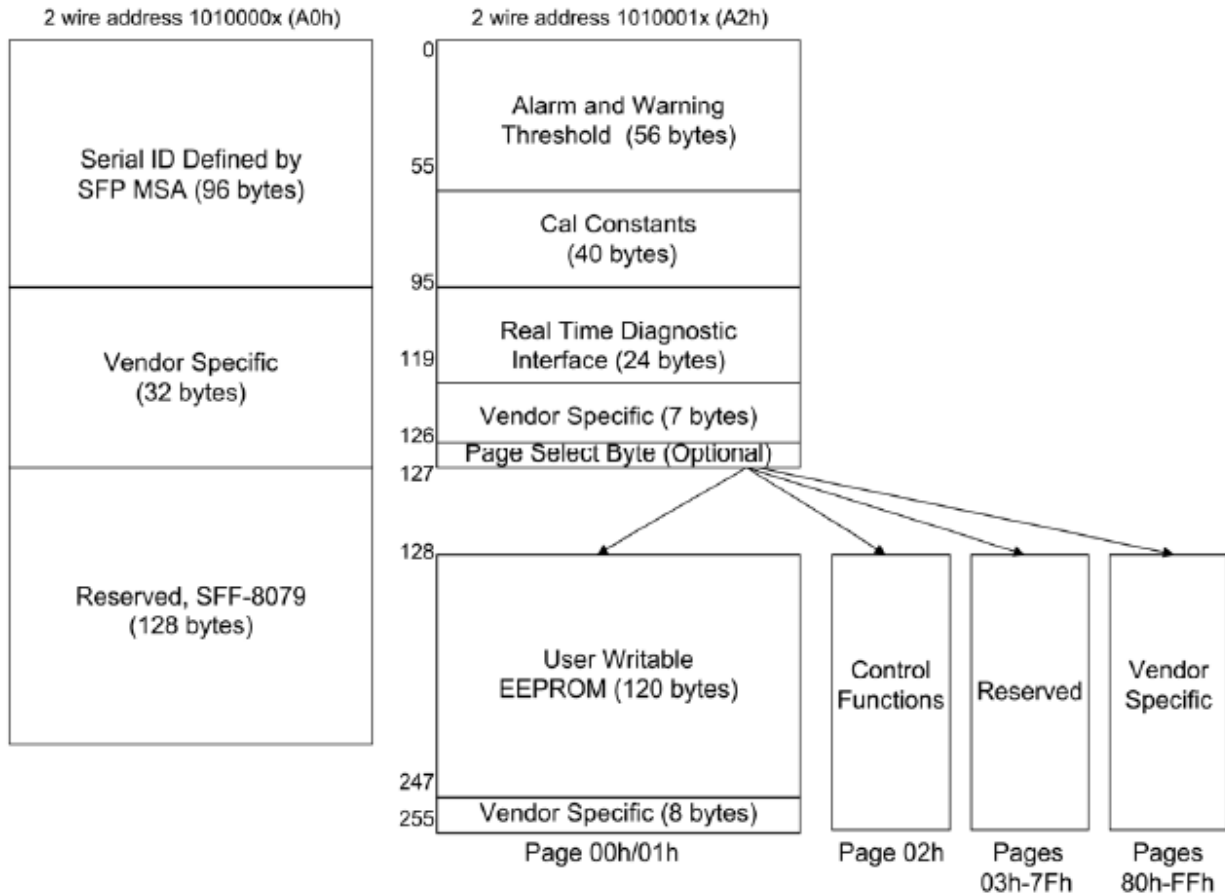 2 wire address 1010000x (A0h)
Serial ID Defined by
SFP MSA (96 bytes)
Vendor Specific
(32 bytes)
Reserved, SFF-8079
(128 bytes)
2 wire address 1010001x (A2h)
0
Alarm and Warning
Threshold (56 bytes)
55
Cal Constants
(40 bytes)
95
Real Time Diagnostic
Interface (24 bytes)
119
Vendor Specific (7 bytes)
126
Page Select Byte (Optional)
127
128
User Writable
EEPROM (120 bytes)
247
Vendor Specific (8 bytes)
255
Page 00h/01h
Control
Functions
Page 02h
Reserved
Pages
03h-7Fh
Vendor
Specific
Pages
80h-FFh